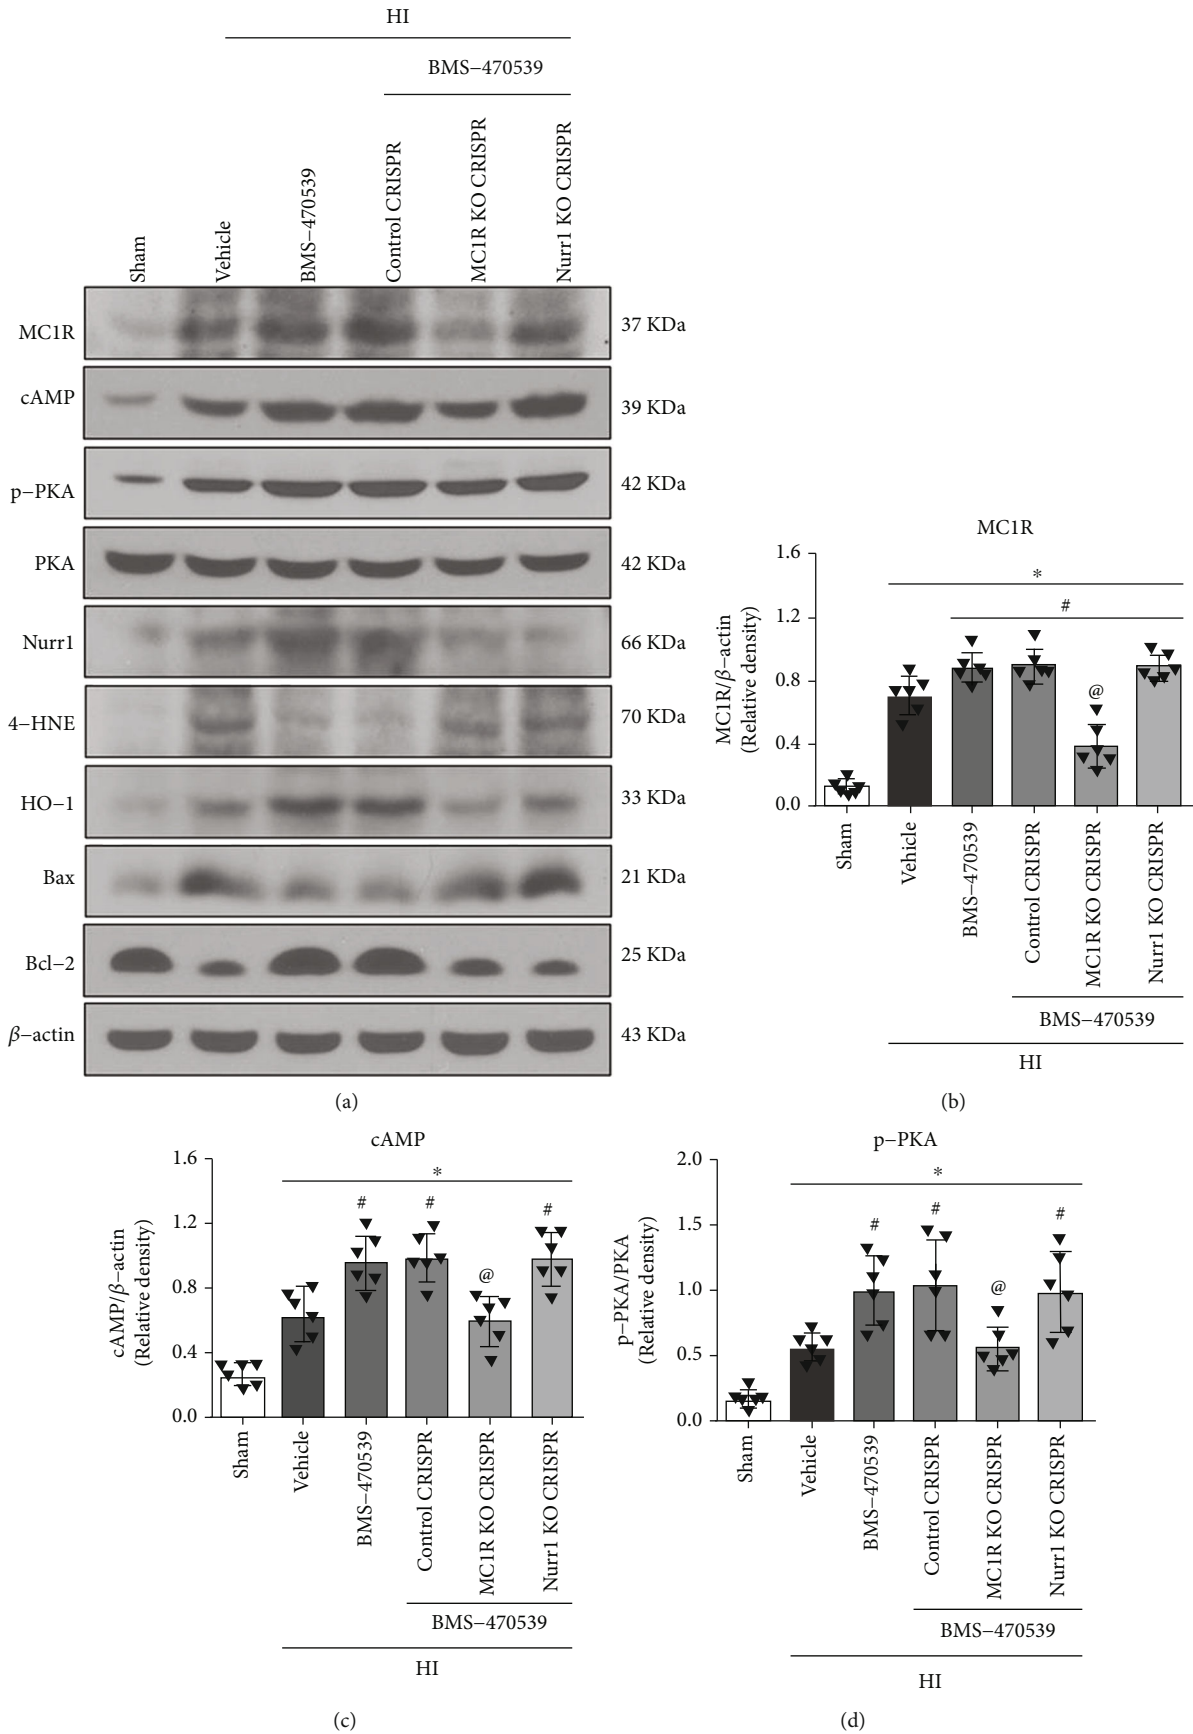 HI
BMS−470539
Sham
Vehicle
BMS−470539
Control CRISPR
MC1R KO CRISPR
Nurr1 KO CRISPR
MC1R
37 KDa
cAMP
39 KDa
p−PKA
42 KDa
PKA
42 KDa
Nurr1
66 KDa
4−HNE
70 KDa
HO−1
33 KDa
Bax
21 KDa
Bcl−2
25 KDa
β−actin
43 KDa
(a)
MC1R
MC1R/β−actin
(Relative density)
1.6
1.2
0.8
0.4
0.0
*
#
@
Sham
Vehicle
BMS−470539
Control CRISPR
MC1R KO CRISPR
Nurr1 KO CRISPR
BMS−470539
HI
(b)
cAMP
cAMP/β−actin
(Relative density)
1.6
1.2
0.8
0.4
0.0
*
# # @ #
Sham
Vehicle
BMS−470539
Control CRISPR
MC1R KO CRISPR
Nurr1 KO CRISPR
BMS−470539
HI
(c)
p−PKA
p−PKA/PKA
(Relative density)
2.0
1.5
1.0
0.5
0.0
*
# # @ #
Sham
Vehicle
BMS−470539
Control CRISPR
MC1R KO CRISPR
Nurr1 KO CRISPR
BMS−470539
HI
(d)